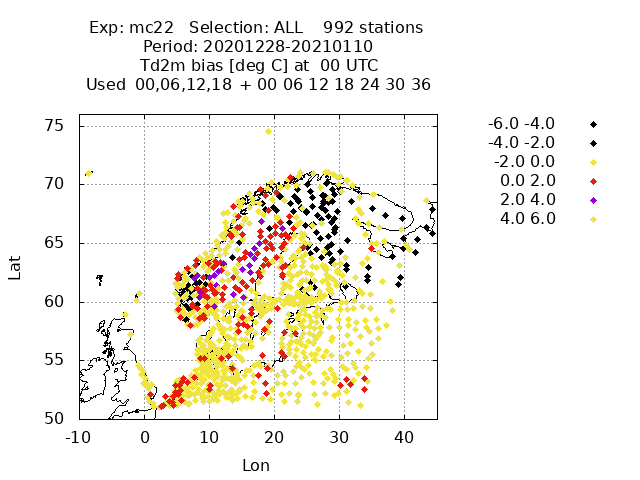 Exp: mc22 Selection: ALL 992 stations
Period: 20201228-20210110
Td2m bias [deg C] at 00 UTC
Used 00,06,12,18 + 00 06 12 18 24 30 36
75
70
65
60
55
50
Lat
-10 0 10 20 30 40
Lon
-6.0 -4.0
-4.0 -2.0
-2.0 0.0
0.0 2.0
2.0 4.0
4.0 6.0